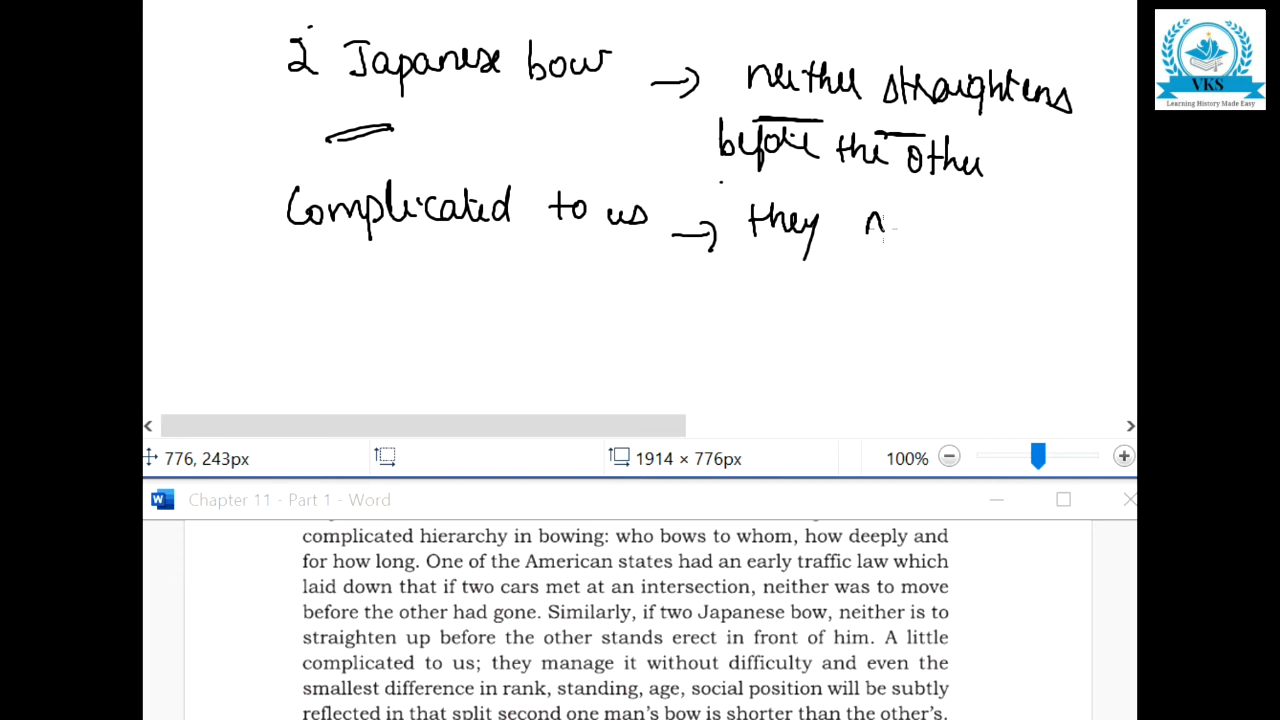 2 Japanese bow → neither straightens
before the other
Complicated to us → they
VKS
Learning History Made Easy
776, 243px
1914 × 776px
100%
Chapter 11 - Part 1 - Word
complicated hierarchy in bowing: who bows to whom, how deeply and
for how long. One of the American states had an early traffic law which
laid down that if two cars met at an intersection, neither was to move
before the other had gone. Similarly, if two Japanese bow, neither is to
straighten up before the other stands erect in front of him. A little
complicated to us; they manage it without difficulty and even the
smallest difference in rank, standing, age, social position will be subtly
reflected in that split second one man's bow is shorter than the other's.